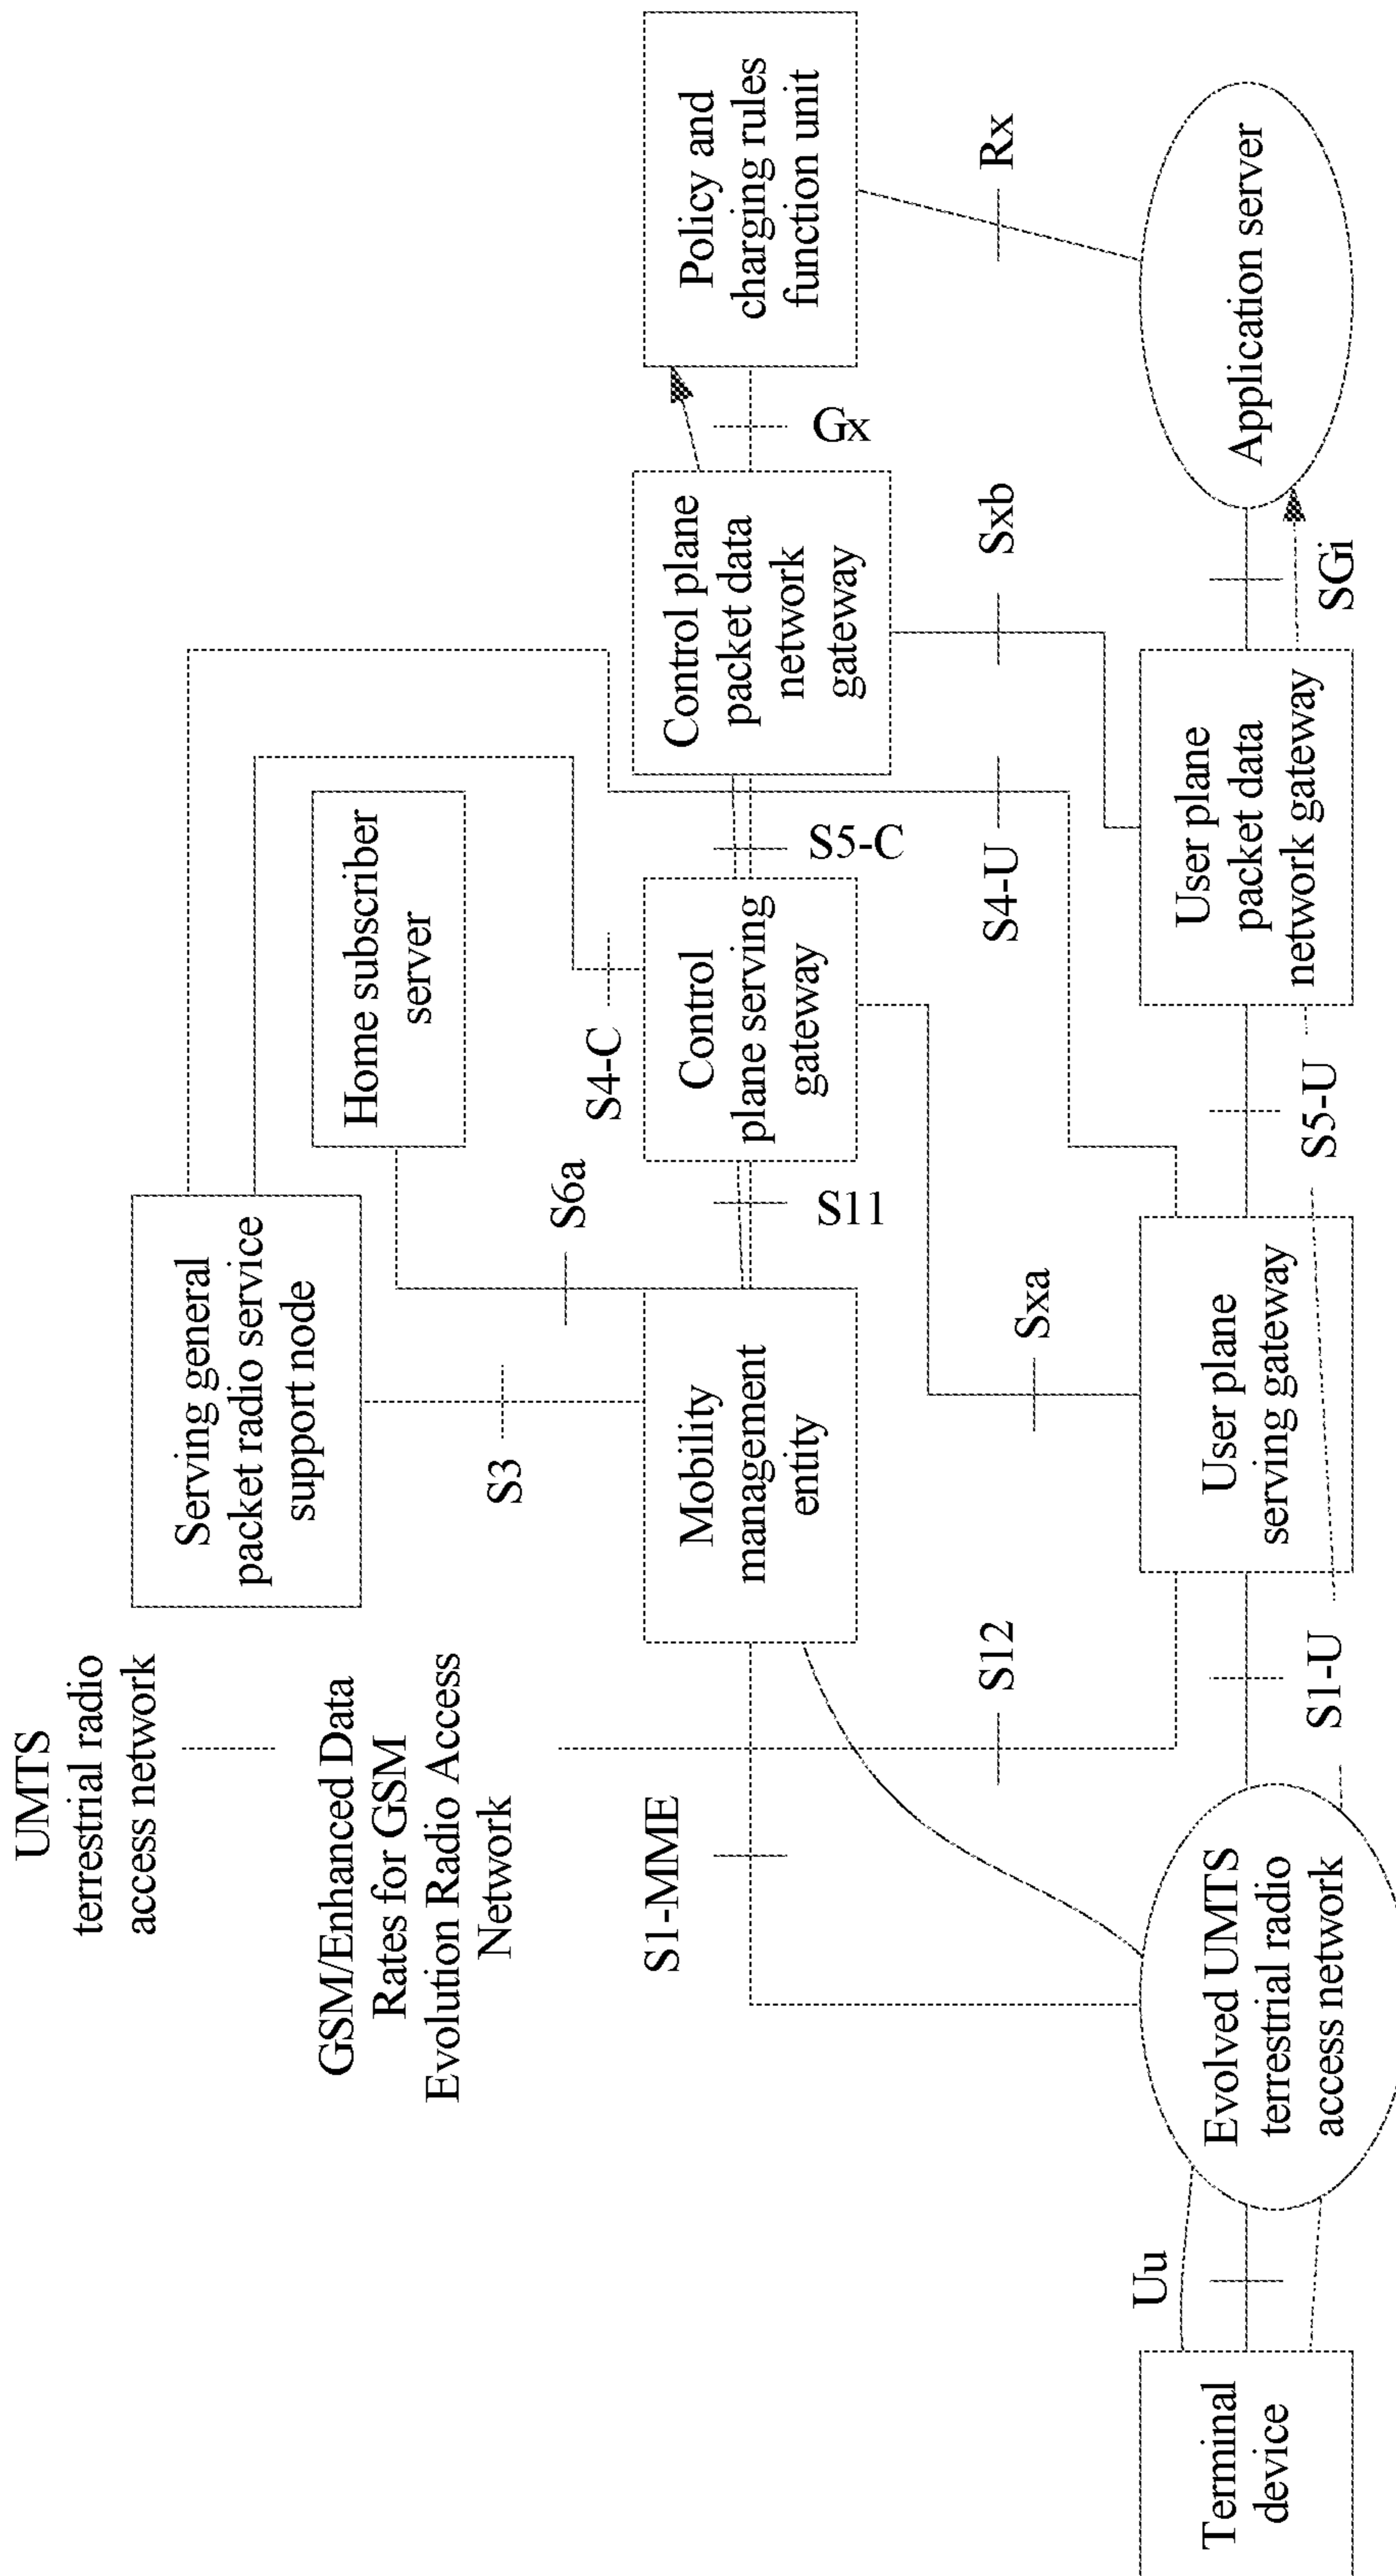 UMTS
terrestrial radio
access network
GSM/Enhanced Data
Rates for GSM
Evolution Radio Access
Network
Serving general
packet radio service
support node
Home subscriber
server
S3
S6a
S4-C
S1-MME
Mobility
management
entity
S11
Control
plane serving
gateway
S5-C
Control plane
packet data
network
gateway
Gx
Policy and
charging rules
function unit
S12
Sxa
S4-U
Sxb
Rx
Uu
Terminal
device
Evolved UMTS
terrestrial radio
access network
S1-U
User plane
serving gateway
S5-U
User plane
packet data
network gateway
SGi
Application server